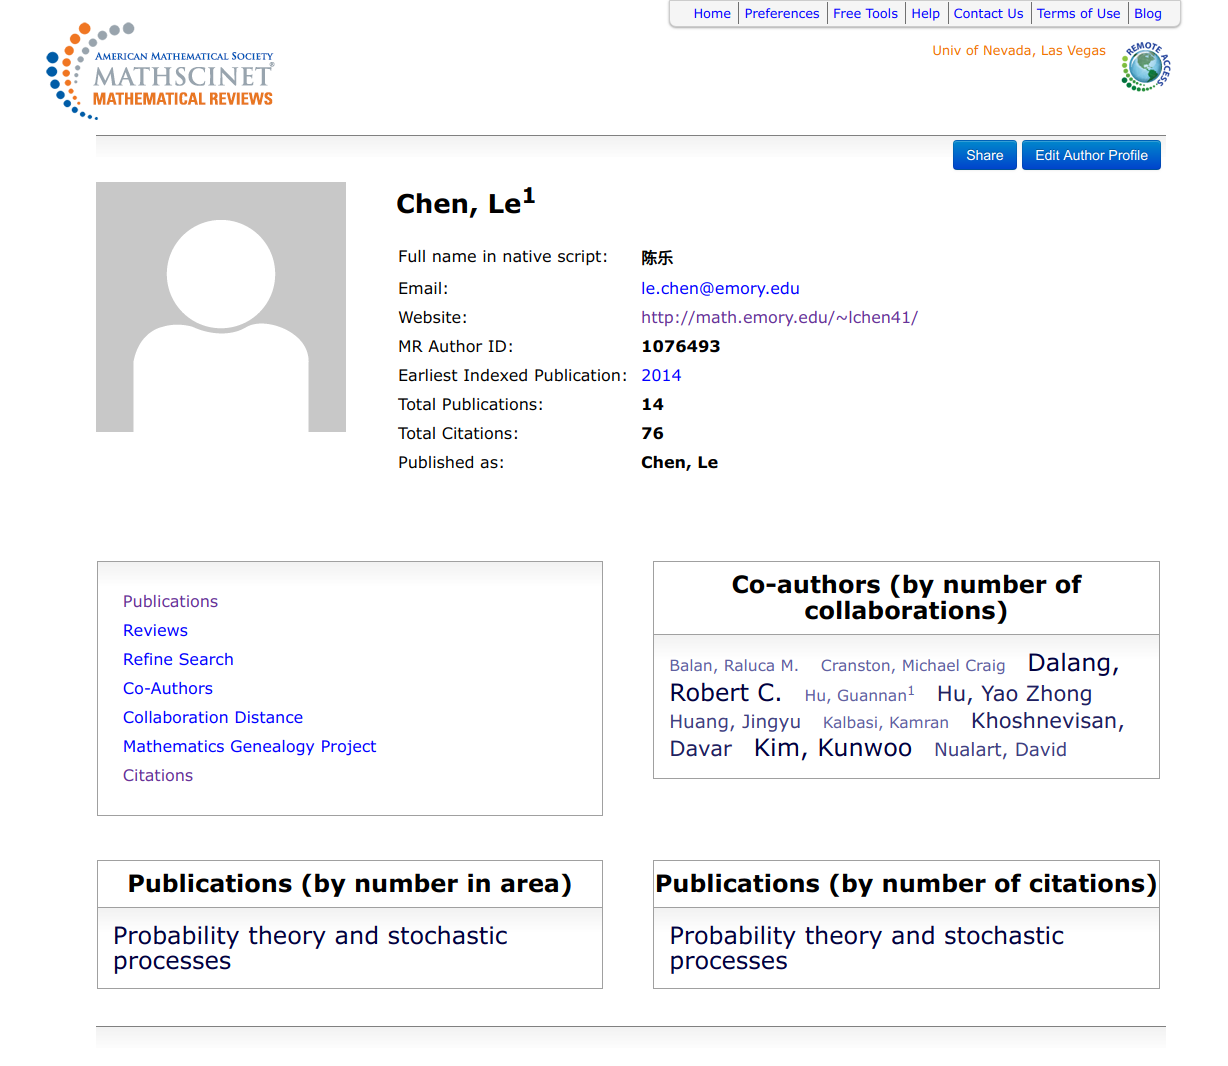 Home Preferences Free Tools Help Contact Us Terms of Use Blog
AMERICAN MATHEMATICAL SOCIETY
MATHSCINET®
MATHEMATICAL REVIEWS
Univ of Nevada, Las Vegas
REMOTE ACCESS
Share Edit Author Profile
Chen, Le¹
Full name in native script: 陈乐
Email: le.chen@emory.edu
Website: http://math.emory.edu/~lchen41/
MR Author ID: 1076493
Earliest Indexed Publication: 2014
Total Publications: 14
Total Citations: 76
Published as: Chen, Le
Publications
Reviews
Refine Search
Co-Authors
Collaboration Distance
Mathematics Genealogy Project
Citations
Co-authors (by number of
collaborations)
Balan, Raluca M. Cranston, Michael Craig Dalang,
Robert C. Hu, Guannan¹ Hu, Yao Zhong
Huang, Jingyu Kalbasi, Kamran Khoshnevisan,
Davar Kim, Kunwoo Nualart, David
Publications (by number in area)
Probability theory and stochastic
processes
Publications (by number of citations)
Probability theory and stochastic
processes